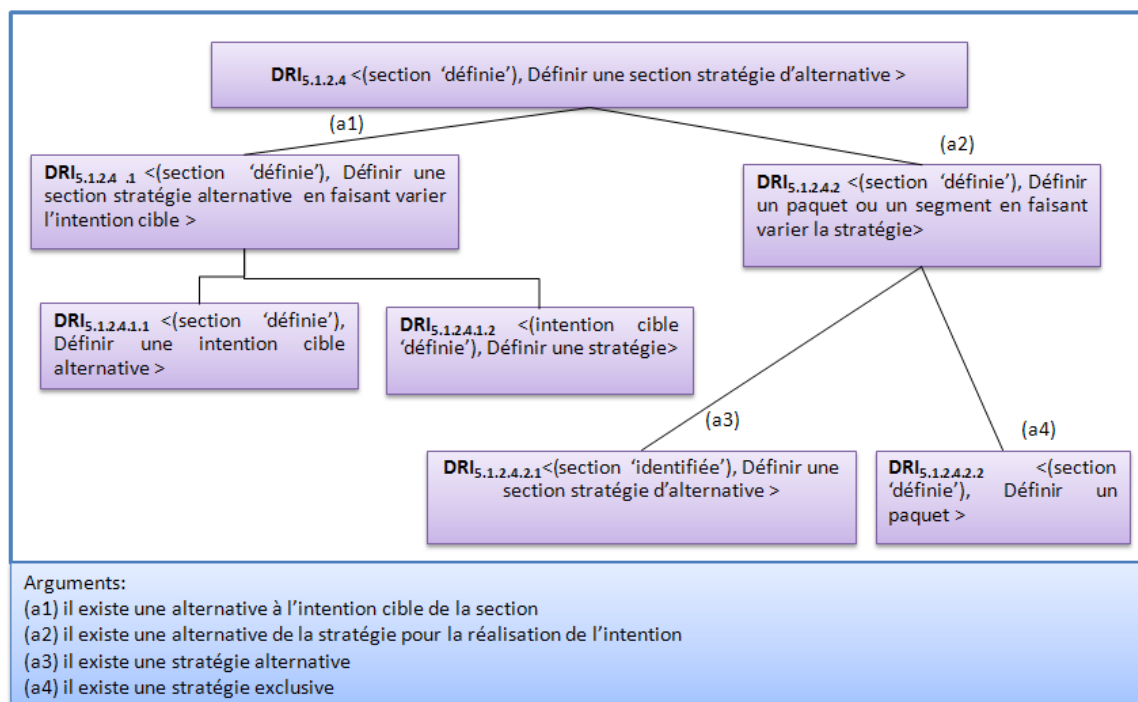 DRI5.1.2.4 <(section ‘définie’), Définir une section stratégie d’alternative >
(a1)
(a2)
DRI5.1.2.4 .1 <(section ‘définie’), Définir une
section stratégie alternative en faisant varier
l’intention cible >
DRI5.1.2.4.2 <(section ‘définie’), Définir
un paquet ou un segment en faisant
varier la stratégie>
DRI5.1.2.4.1.1 <(section ‘définie’),
Définir une intention cible
alternative >
DRI5.1.2.4.1.2 <(intention cible
‘définie’), Définir une stratégie>
(a3)
(a4)
DRI5.1.2.4.2.1<(section ‘identifiée’), Définir une
section stratégie d’alternative >
DRI5.1.2.4.2.2 <(section
‘définie’), Définir un
paquet >
Arguments:
(a1) il existe une alternative à l’intention cible de la section
(a2) il existe une alternative de la stratégie pour la réalisation de l’intention
(a3) il existe une stratégie alternative
(a4) il existe une stratégie exclusive